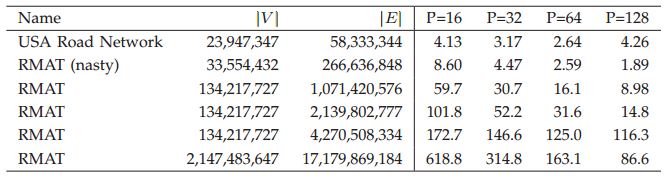 Name |V| |E| P=16 P=32 P=64 P=128
USA Road Network 23,947,347 58,333,344 4.13 3.17 2.64 4.26
RMAT (nasty) 33,554,432 266,636,848 8.60 4.47 2.59 1.89
RMAT 134,217,727 1,071,420,576 59.7 30.7 16.1 8.98
RMAT 134,217,727 2,139,802,777 101.8 52.2 31.6 14.8
RMAT 134,217,727 4,270,508,334 172.7 146.6 125.0 116.3
RMAT 2,147,483,647 17,179,869,184 618.8 314.8 163.1 86.6